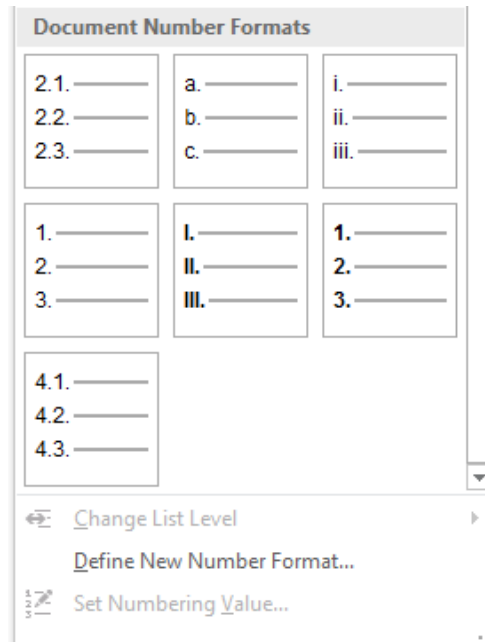 Document Number Formats
2.1.
2.2.
2.3.
a.
b.
c.
i.
ii.
iii.
1.
2.
3.
I.
II.
III.
1.
2.
3.
4.1.
4.2.
4.3.
Change List Level
Define New Number Format...
Set Numbering Value...